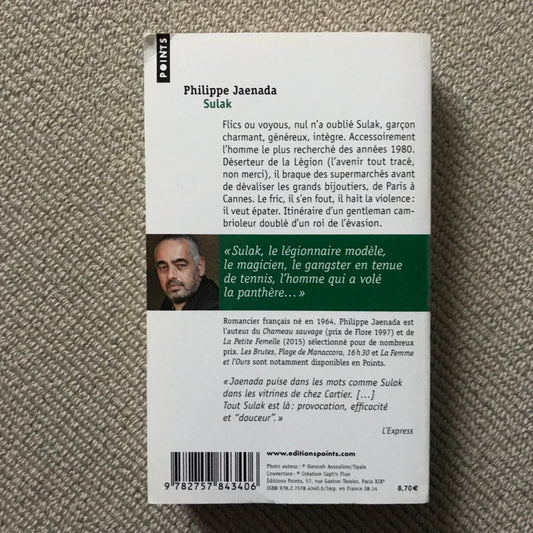 POINTS
Philippe Jaenada
Sulak
Flics ou voyous, nul n'a oublié Sulak, garçon
charmant, généreux, intègre. Accessoirement
l'homme le plus recherché des années 1980.
Déserteur de la Légion (l'avenir tout tracé,
non merci), il braque des supermarchés avant
de dévaliser les grands bijoutiers, de Paris à
Cannes. Le fric, il s'en fout, il hait la violence :
il veut épater. Itinéraire d'un gentleman cam-
brioleur doublé d'un roi de l'évasion.
« Sulak, le légionnaire modèle,
le magicien, le gangster en tenue
de tennis, l'homme qui a volé
la panthère... »
Romancier français né en 1964, Philippe Jaenada est
l'auteur du Chameau sauvage (prix de Flore 1997) et de
La Petite Femelle (2015) sélectionné pour de nombreux
prix. Les Brutes, Plage de Manaccora, 16 h 30 et La Femme
et l'Ours sont notamment disponibles en Points.
« Jaenada puise dans les mots comme Sulak
dans les vitrines de chez Cartier. [...]
Tout Sulak est là : provocation, efficacité
et "douceur". »
L'Express
www.editionspoints.com
Photo auteur : © Hannah Assouline/Opale
Couverture : © Création Capt'n Flan
Éditions Points, 57, rue Gaston-Tessier, Paris XIXe
ISBN 978.2.7578.4340.6/Imp. en France 08.14
8,70 €
9 782757 843406